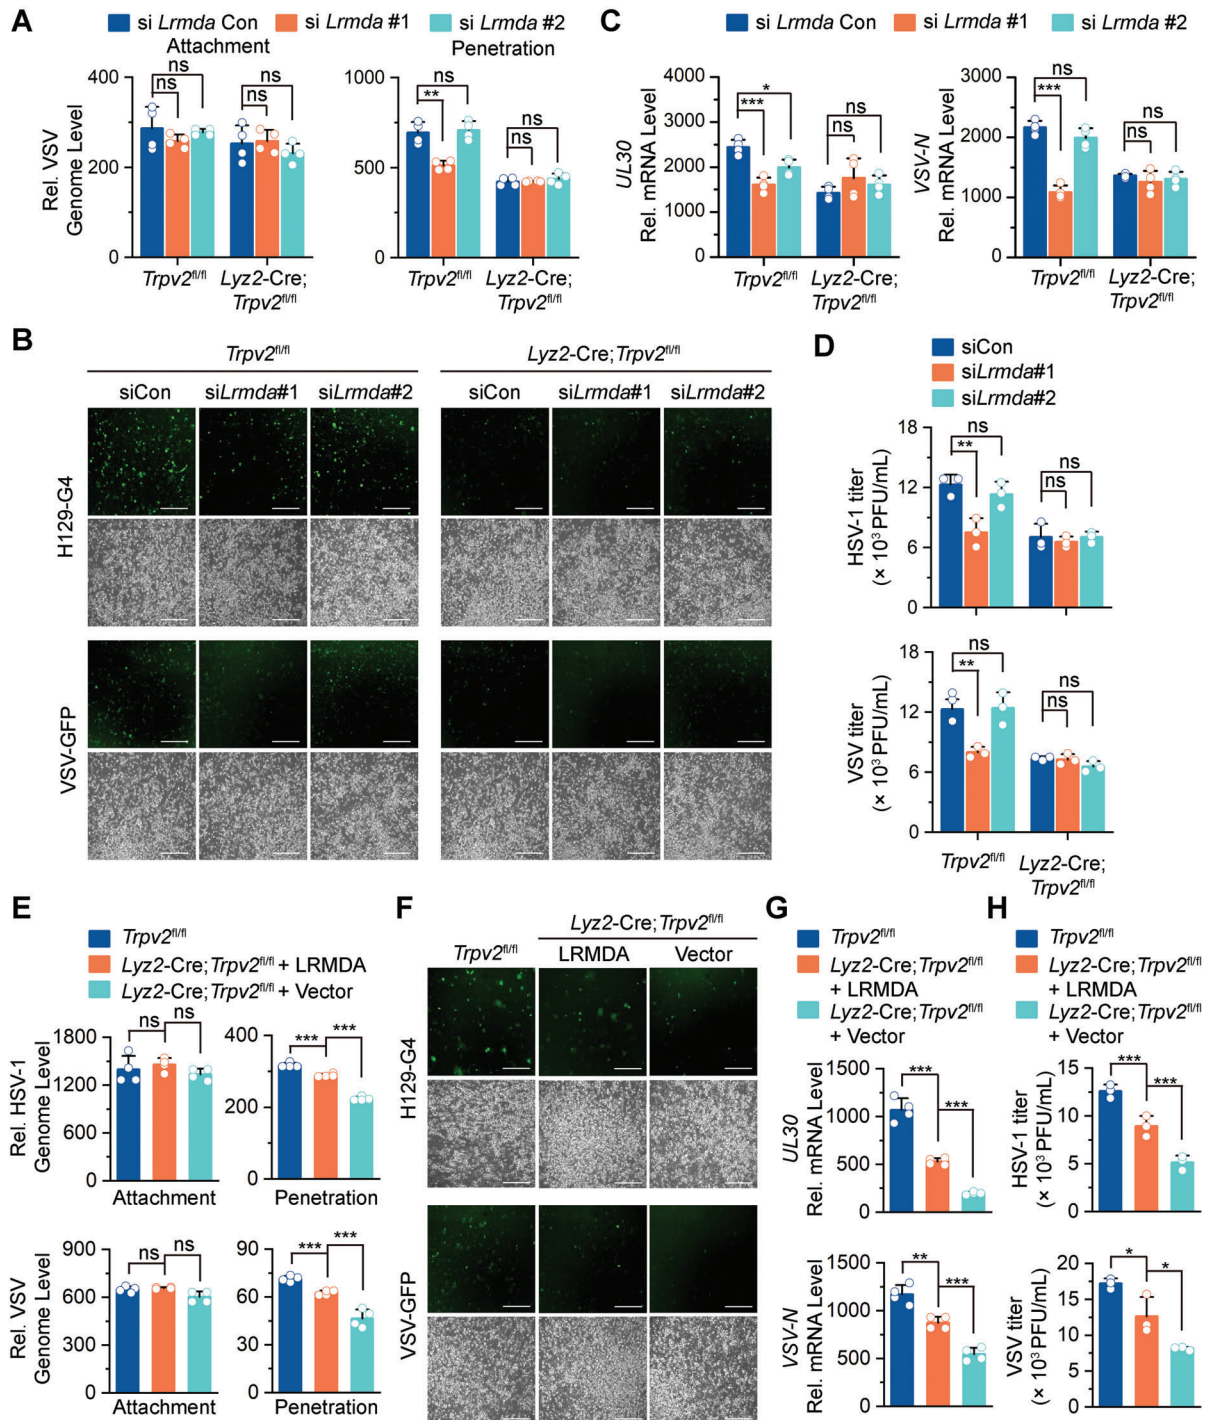 A
si Lrmda Con
si Lrmda #1
si Lrmda #2
Attachment
Penetration
Rel. VSV
Genome Level
400
200
0
ns
ns
ns
ns
Trpv2fl/fl
Lyz2-Cre;
Trpv2fl/fl
1000
500
0
ns
**
ns
ns
Trpv2fl/fl
Lyz2-Cre;
Trpv2fl/fl
C
si Lrmda Con
si Lrmda #1
si Lrmda #2
UL30
Rel. mRNA Level
4000
3000
2000
1000
0
*
***
ns
ns
Trpv2fl/fl
Lyz2-Cre;
Trpv2fl/fl
VSV-N
Rel. mRNA Level
3000
2000
1000
0
ns
***
ns
ns
Trpv2fl/fl
Lyz2-Cre;
Trpv2fl/fl
B
Trpv2fl/fl
Lyz2-Cre;Trpv2fl/fl
siCon
siLrmda#1
siLrmda#2
siCon
siLrmda#1
siLrmda#2
H129-G4
VSV-GFP
D
siCon
siLrmda#1
siLrmda#2
HSV-1 titer
(× 10³ PFU/mL)
18
12
6
0
ns
**
ns
ns
VSV titer
(× 10³ PFU/mL)
18
12
6
0
ns
**
ns
ns
Trpv2fl/fl
Lyz2-Cre;
Trpv2fl/fl
E
Trpv2fl/fl
Lyz2-Cre;Trpv2fl/fl + LRMDA
Lyz2-Cre;Trpv2fl/fl + Vector
Rel. HSV-1
Genome Level
1800
1200
600
0
ns
ns
Attachment
400
200
0
***
***
Penetration
Rel. VSV
Genome Level
900
600
300
0
ns
ns
Attachment
90
60
30
0
***
***
Penetration
F
Lyz2-Cre;Trpv2fl/fl
Trpv2fl/fl
LRMDA
Vector
H129-G4
VSV-GFP
G
Trpv2fl/fl
Lyz2-Cre;Trpv2fl/fl
+ LRMDA
Lyz2-Cre;Trpv2fl/fl
+ Vector
UL30
Rel. mRNA Level
1500
1000
500
0
***
***
VSV-N
Rel. mRNA Level
1500
1000
500
0
**
***
H
Trpv2fl/fl
Lyz2-Cre;Trpv2fl/fl
+ LRMDA
Lyz2-Cre;Trpv2fl/fl
+ Vector
HSV-1 titer
(× 10³ PFU/mL)
15
10
5
0
***
***
VSV titer
(× 10³ PFU/mL)
20
15
10
5
0
*
*